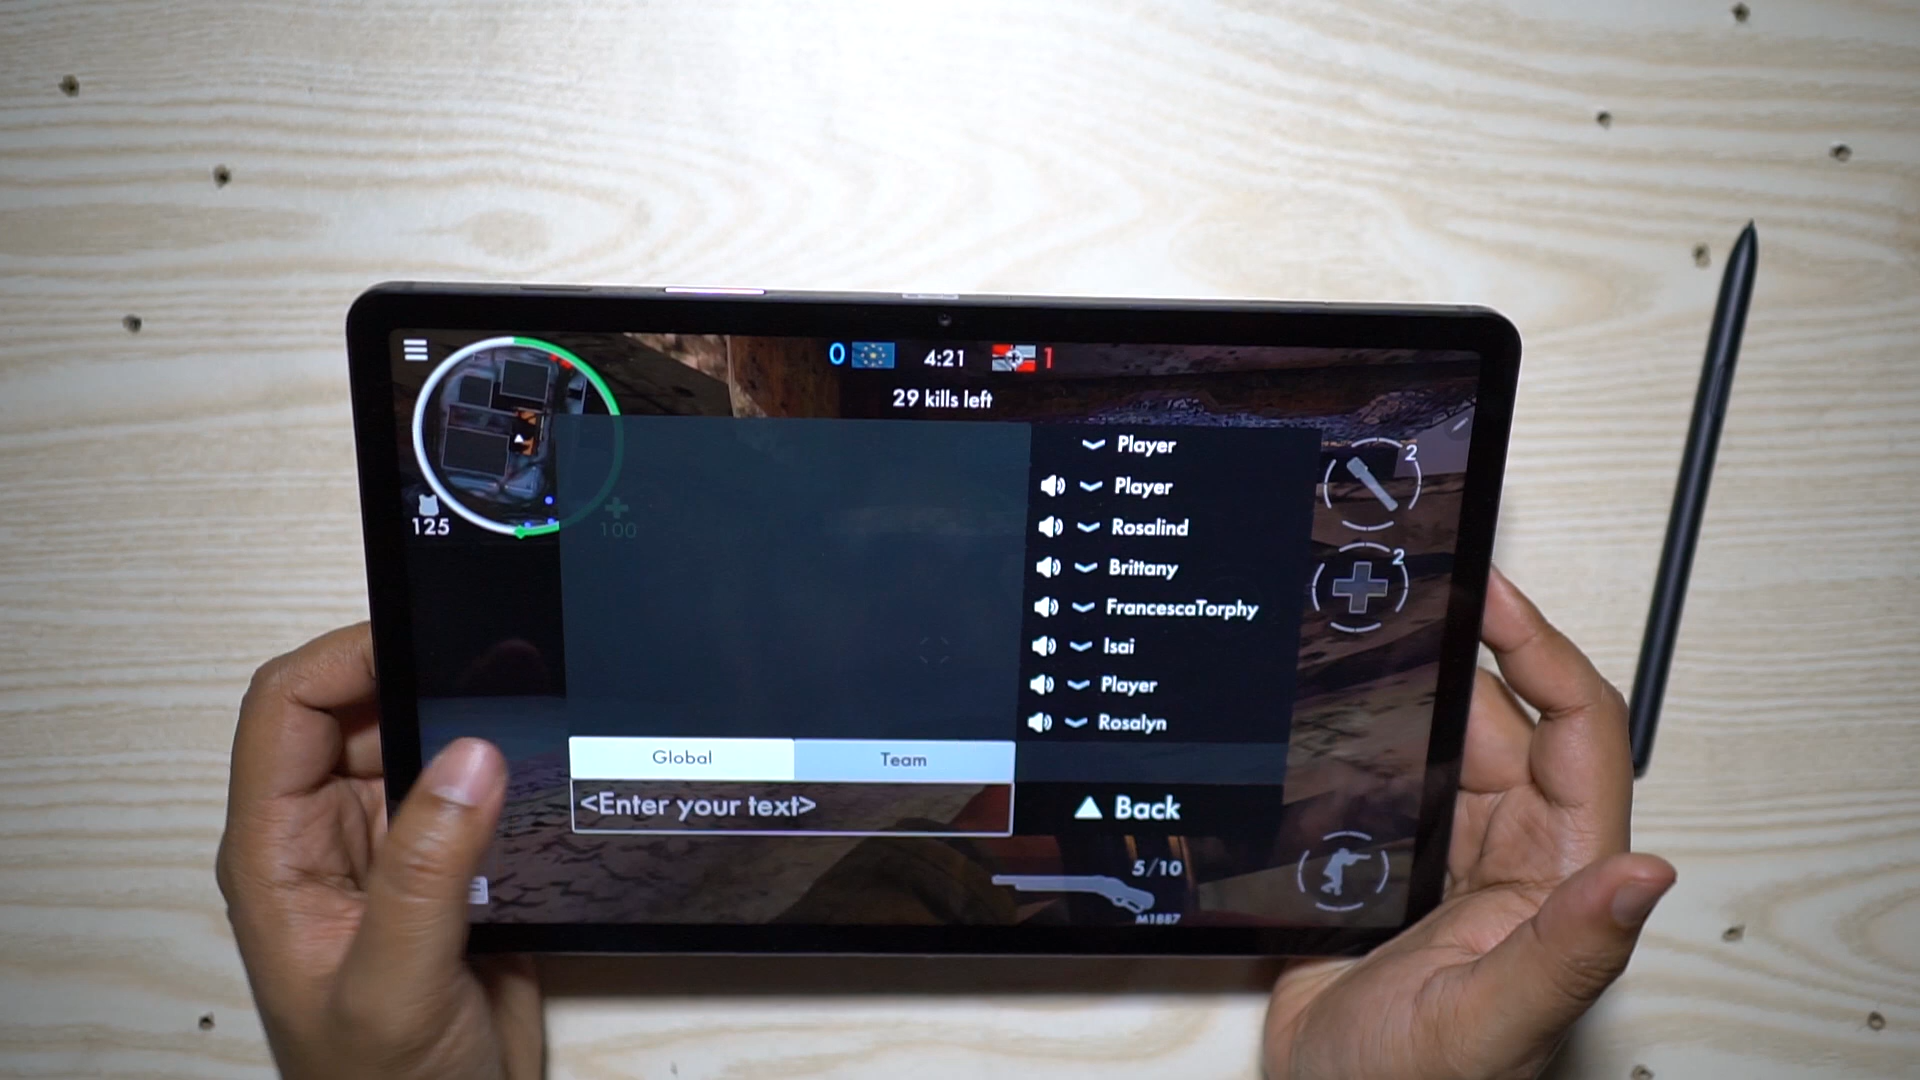 0 4:21 1
29 kills left
125
100
Player
Player
Rosalind
Brittany
FrancescaTorphy
Isai
Player
Rosalyn
2
2
Global Team
<Enter your text>
Back
5/10
M1887